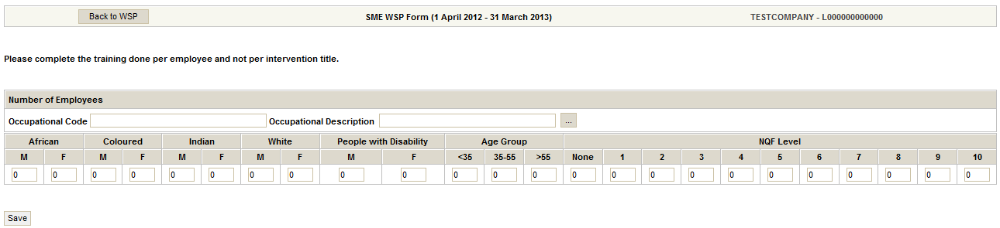 Back to WSP SME WSP Form (1 April 2012 - 31 March 2013) TESTCOMPANY - L000000000000
Please complete the training done per employee and not per intervention title.
Number of Employees
Occupational Code Occupational Description ...
African Coloured Indian White People with Disability Age Group NQF Level
M F M F M F M F M F <35 35-55 >55 None 1 2 3 4 5 6 7 8 9 10
0 0 0 0 0 0 0 0 0 0 0 0 0 0 0 0 0 0 0 0 0 0 0 0
Save